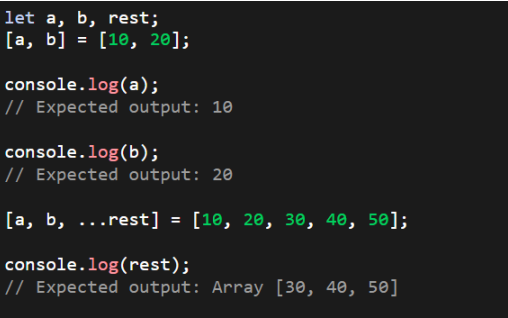 let a, b, rest;
[a, b] = [10, 20];
console.log(a);
// Expected output: 10
console.log(b);
// Expected output: 20
[a, b, ...rest] = [10, 20, 30, 40, 50];
console.log(rest);
// Expected output: Array [30, 40, 50]